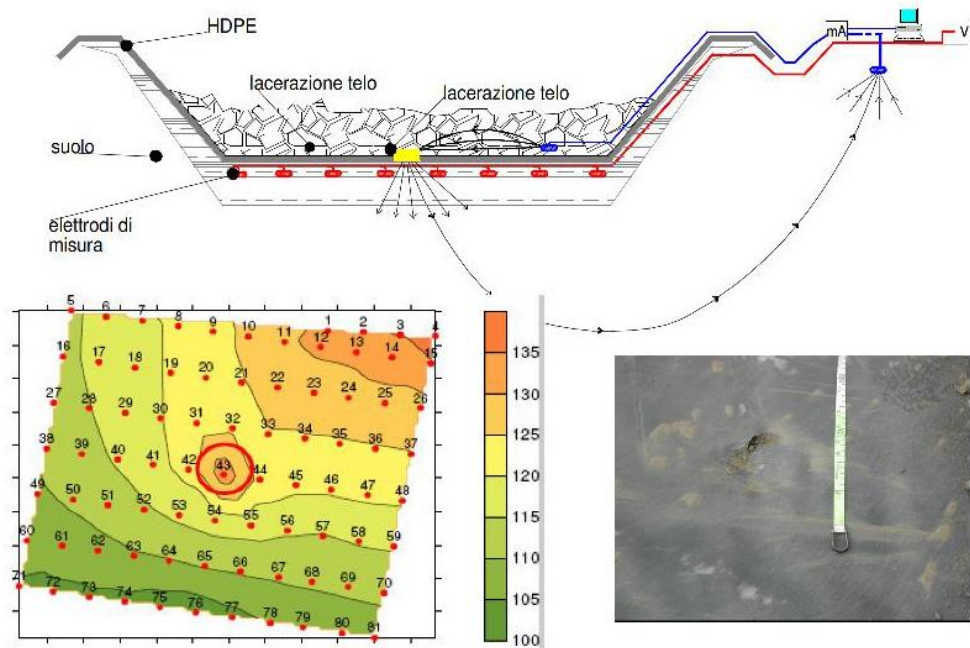 HDPE
lacerazione telo
lacerazione telo
suolo
elettrodi di
misura
mA
V
5 6 7 8 9 10 11 1 2 3 4
12 13 14 15
16 17 18 19 20 21 22 23 24 25 26
27 28 29 30 31 32 33 34 35 36 37
38 39 40 41 42 43 44 45 46 47 48
49 50 51 52 53 54 55 56 57 58 59
60 61 62 63 64 65 66 67 68 69 70
71 72 73 74 75 76 77 78 79 80 81
135
130
125
120
115
110
105
100